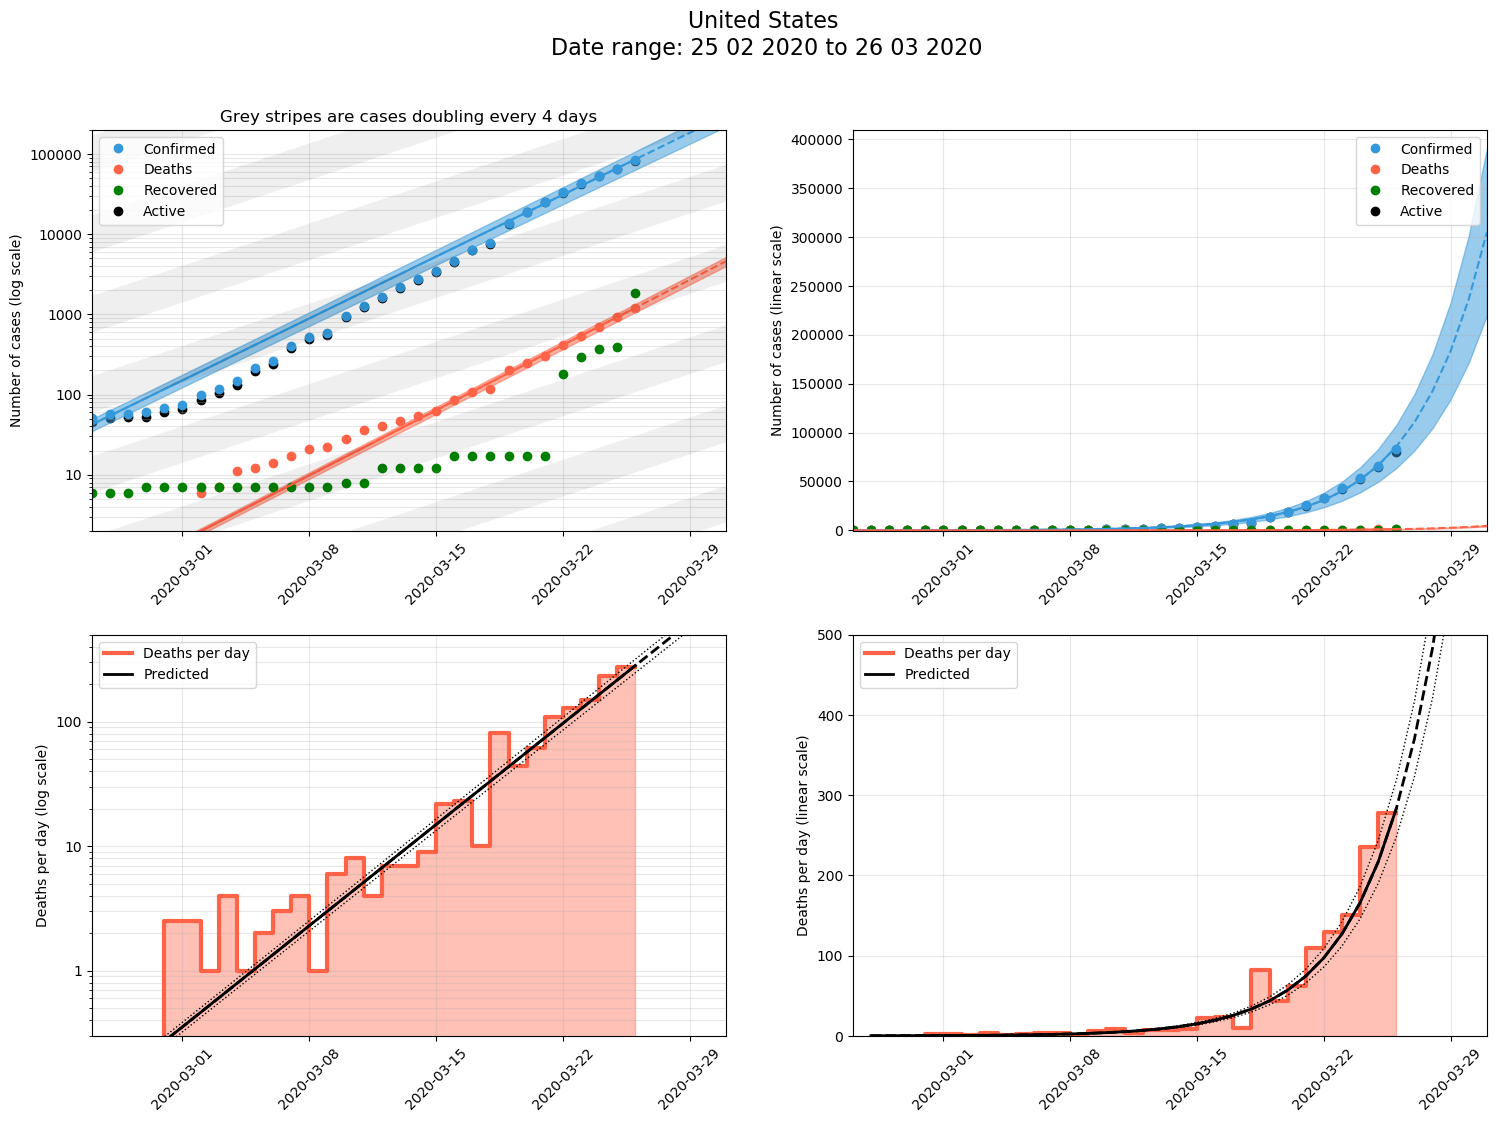 United States
Date range: 25 02 2020 to 26 03 2020
Grey stripes are cases doubling every 4 days
Number of cases (log scale)
100000
10000
1000
100
10
Confirmed
Deaths
Recovered
Active
2020-03-01
2020-03-08
2020-03-15
2020-03-22
2020-03-29
Number of cases (linear scale)
400000
350000
300000
250000
200000
150000
100000
50000
0
Confirmed
Deaths
Recovered
Active
2020-03-01
2020-03-08
2020-03-15
2020-03-22
2020-03-29
Deaths per day (log scale)
100
10
1
Deaths per day
Predicted
2020-03-01
2020-03-08
2020-03-15
2020-03-22
2020-03-29
Deaths per day (linear scale)
500
400
300
200
100
0
Deaths per day
Predicted
2020-03-01
2020-03-08
2020-03-15
2020-03-22
2020-03-29